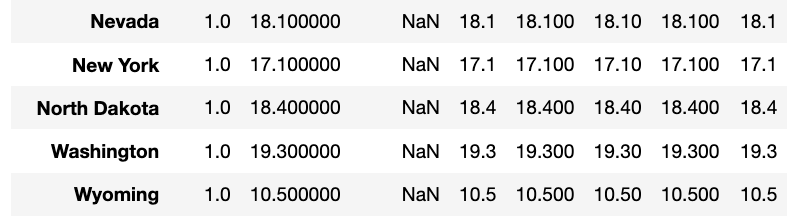 Nevada 1.0 18.100000 NaN 18.1 18.100 18.10 18.100 18.1
New York 1.0 17.100000 NaN 17.1 17.100 17.10 17.100 17.1
North Dakota 1.0 18.400000 NaN 18.4 18.400 18.40 18.400 18.4
Washington 1.0 19.300000 NaN 19.3 19.300 19.30 19.300 19.3
Wyoming 1.0 10.500000 NaN 10.5 10.500 10.50 10.500 10.5